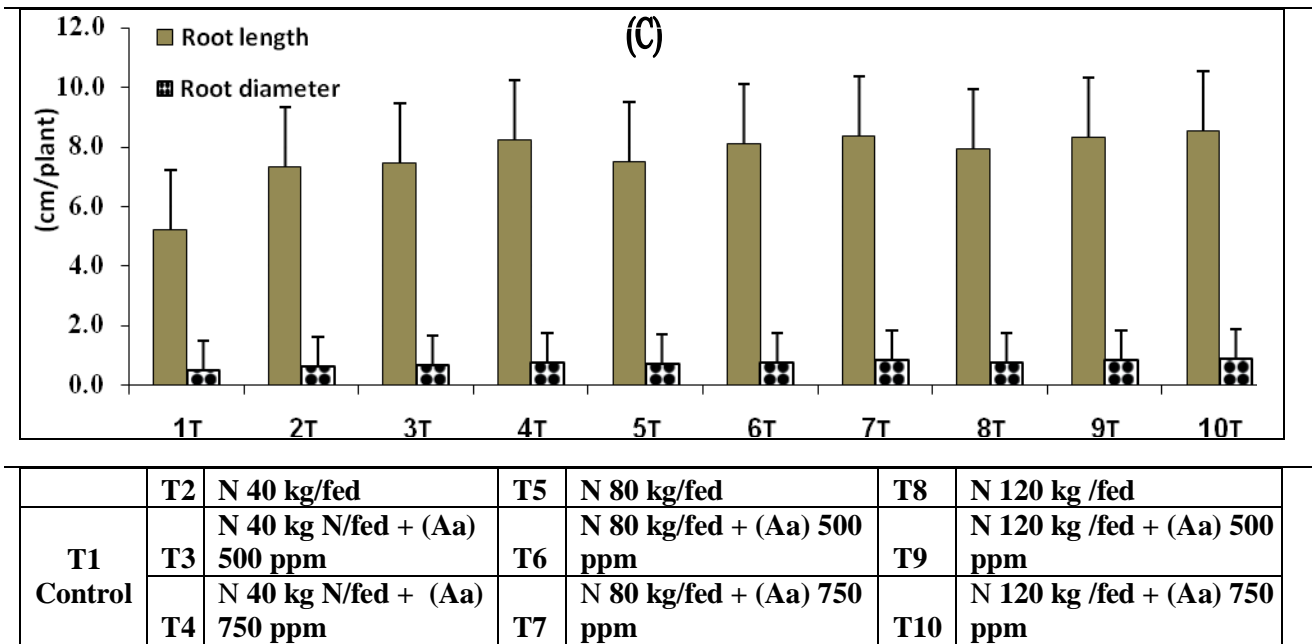 (C)
Root length
Root diameter
(cm/plant)
12.0
10.0
8.0
6.0
4.0
2.0
0.0
1T 2T 3T 4T 5T 6T 7T 8T 9T 10T
T1
Control
T2 N 40 kg/fed
T3 N 40 kg N/fed + (Aa)
500 ppm
T4 N 40 kg N/fed + (Aa)
750 ppm
T5 N 80 kg/fed
T6 N 80 kg/fed + (Aa) 500
ppm
T7 N 80 kg/fed + (Aa) 750
ppm
T8 N 120 kg /fed
T9 N 120 kg /fed + (Aa) 500
ppm
T10 N 120 kg /fed + (Aa) 750
ppm